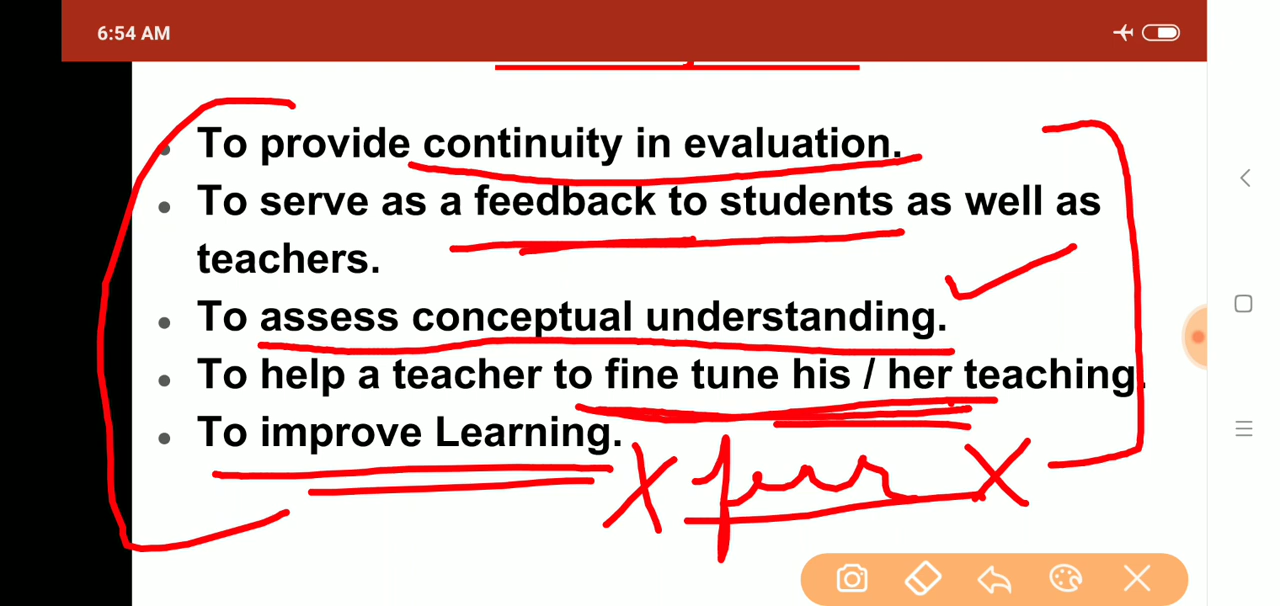 6:54 AM
• To provide continuity in evaluation.
• To serve as a feedback to students as well as
teachers.
• To assess conceptual understanding.
• To help a teacher to fine tune his / her teaching.
• To improve Learning.